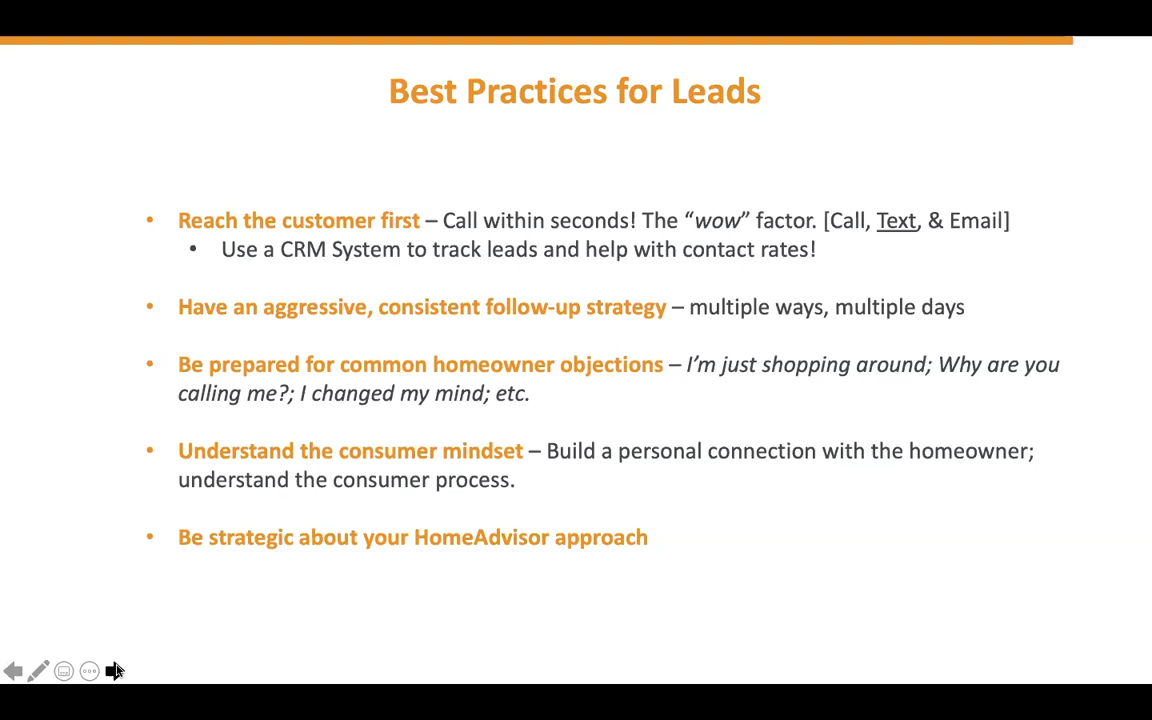 Best Practices for Leads
• Reach the customer first – Call within seconds! The “wow” factor. [Call, Text, & Email]
• Use a CRM System to track leads and help with contact rates!
• Have an aggressive, consistent follow-up strategy – multiple ways, multiple days
• Be prepared for common homeowner objections – I’m just shopping around; Why are you
calling me?; I changed my mind; etc.
• Understand the consumer mindset – Build a personal connection with the homeowner;
understand the consumer process.
• Be strategic about your HomeAdvisor approach